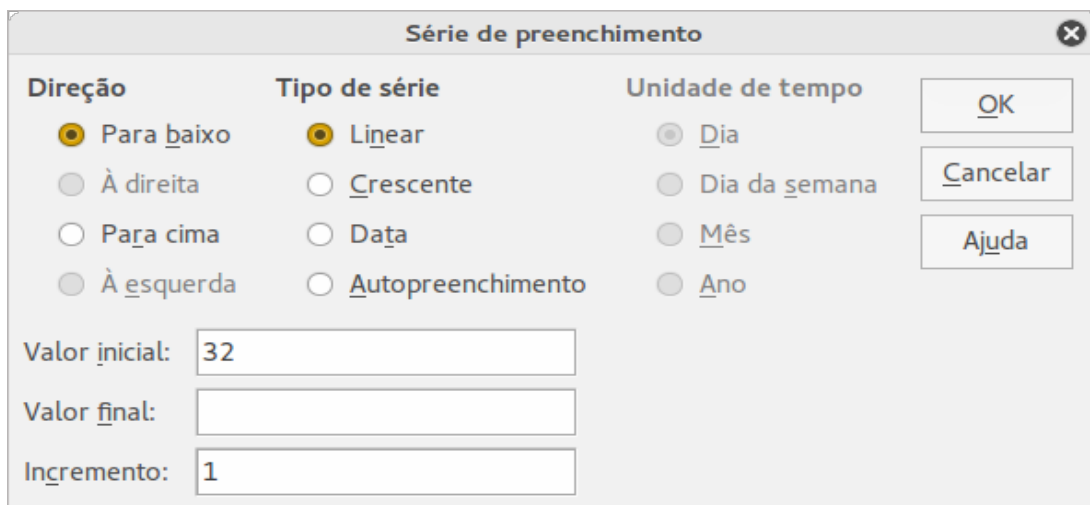 Série de preenchimento
Direção Tipo de série Unidade de tempo
Para baixo Linear Dia OK
À direita Crescente Dia da semana Cancelar
Para cima Data Mês Ajuda
À esquerda Autopreenchimento Ano
Valor inicial: 32
Valor final:
Incremento: 1